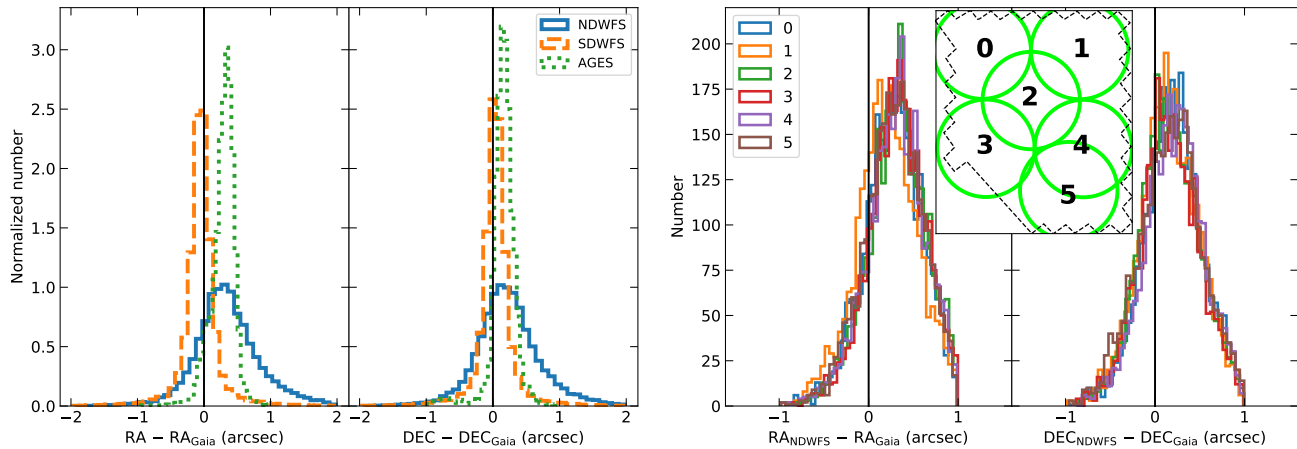 Normalized number
3.0
2.5
2.0
1.5
1.0
0.5
0.0
NDWFS
SDWFS
AGES
−2 −1 0 1 2
−2 −1 0 1 2
RA − RA_Gaia (arcsec)
DEC − DEC_Gaia (arcsec)
Number
200
175
150
125
100
75
50
25
0
0
1
2
3
4
5
0 1
2
3 4
5
−1 0 1
−1 0 1
RA_NDWFS − RA_Gaia (arcsec)
DEC_NDWFS − DEC_Gaia (arcsec)